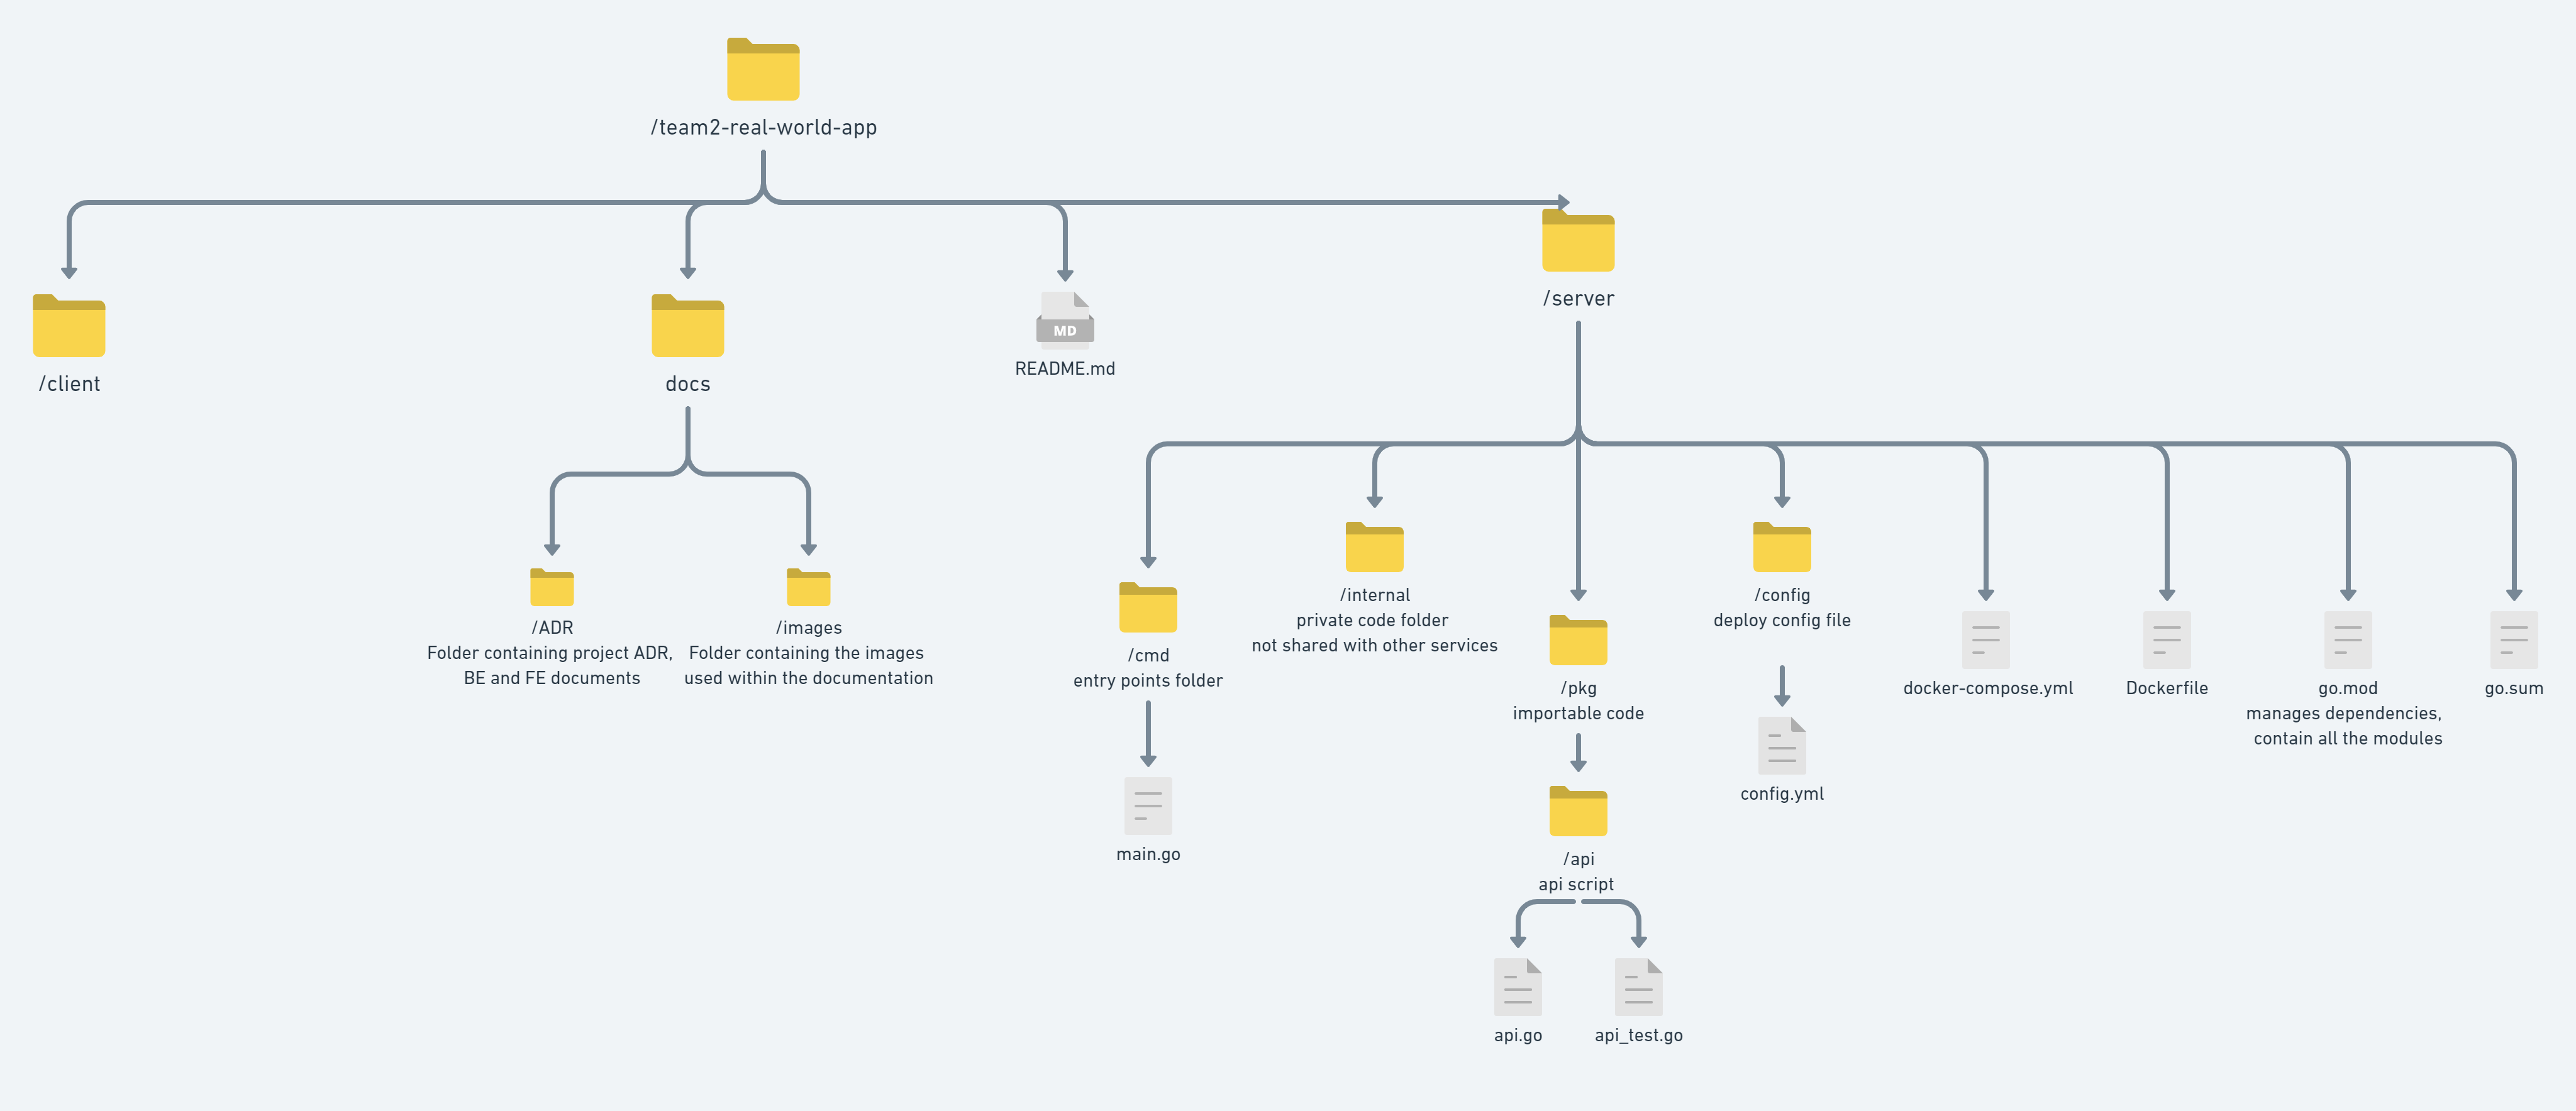 /team2-real-world-app
/client
docs
MD
README.md
/server
/ADR
Folder containing project ADR,
BE and FE documents
/images
Folder containing the images
used within the documentation
/cmd
entry points folder
main.go
/internal
private code folder
not shared with other services
/pkg
importable code
/api
api script
api.go
api_test.go
/config
deploy config file
config.yml
docker-compose.yml
Dockerfile
go.mod
manages dependencies,
contain all the modules
go.sum